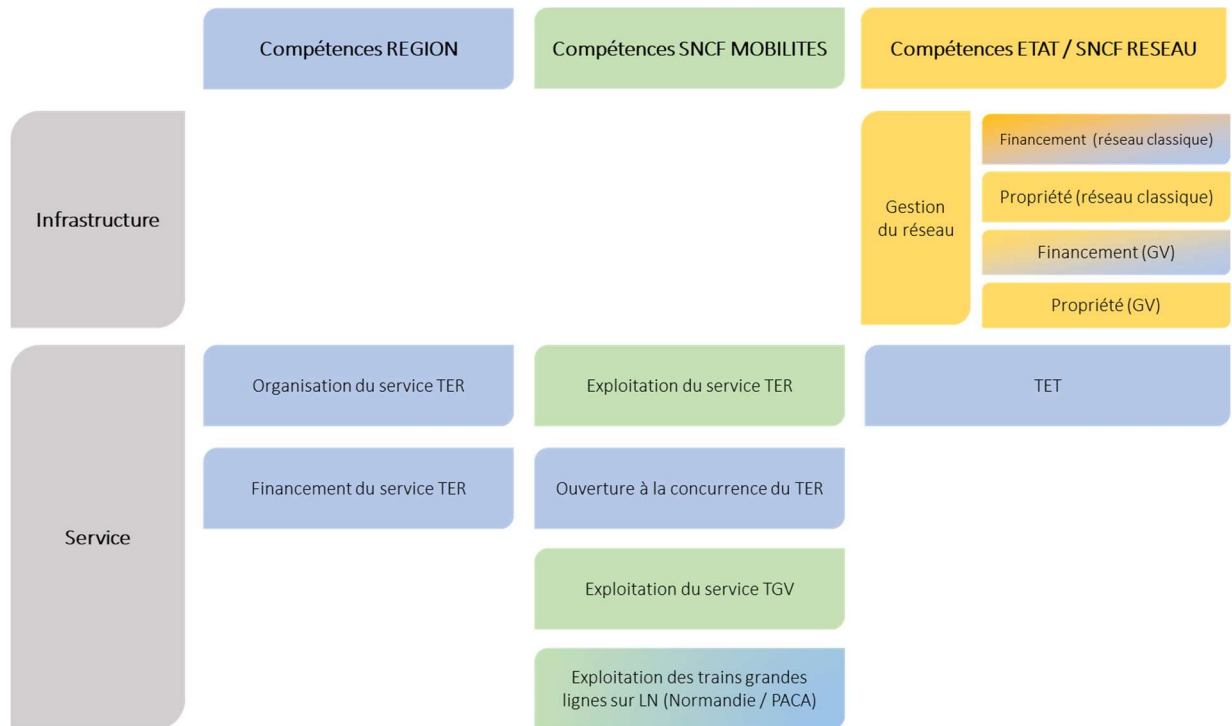 Compétences REGION
Compétences SNCF MOBILITES
Compétences ETAT / SNCF RESEAU
Infrastructure
Gestion
du réseau
Financement (réseau classique)
Propriété (réseau classique)
Financement (GV)
Propriété (GV)
Service
Organisation du service TER
Exploitation du service TER
TET
Financement du service TER
Ouverture à la concurrence du TER
Exploitation du service TGV
Exploitation des trains grandes
lignes sur LN (Normandie / PACA)